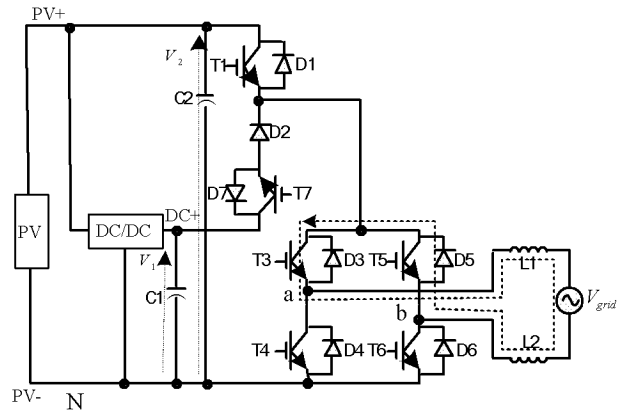 PV+
V2
T1
D1
C2
D2
D7
T7
DC+
PV
DC/DC
V1
C1
T3
D3
T5
D5
L1
a
b
Vgrid
T4
D4
T6
D6
L2
PV-
N